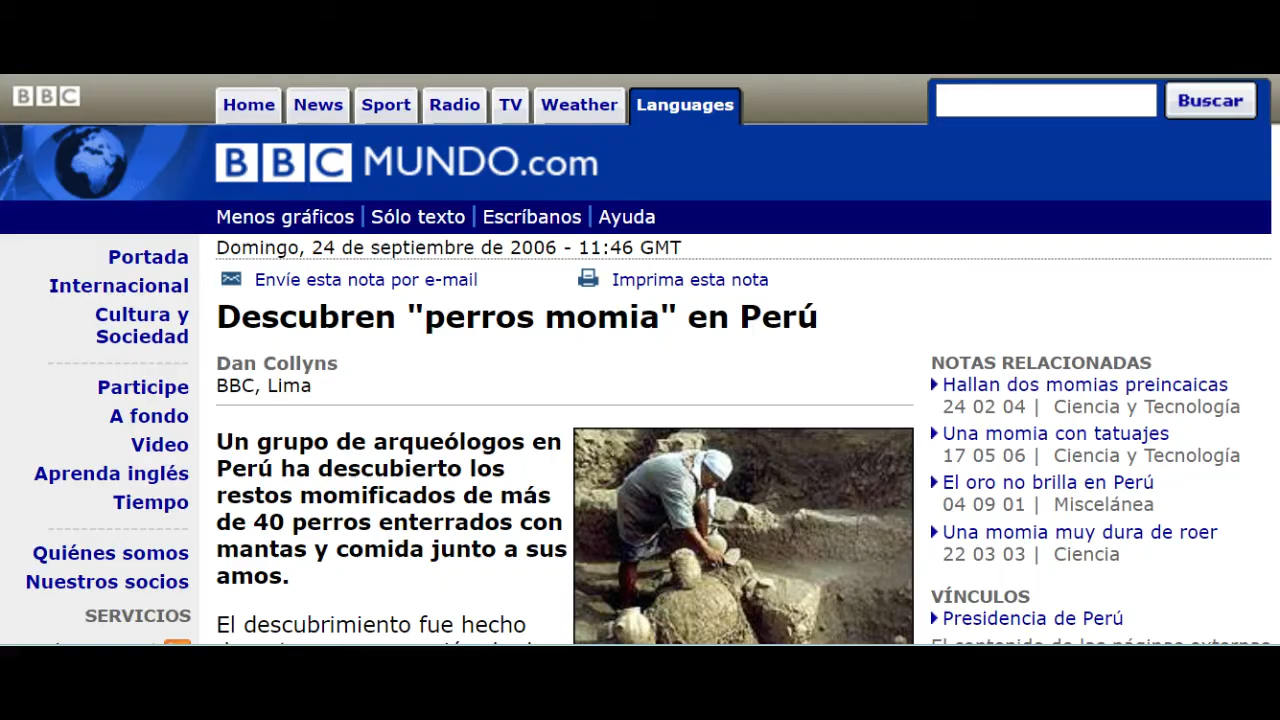 BBC
Home News Sport Radio TV Weather Languages
Buscar
BBC MUNDO.com
Menos gráficos Sólo texto Escríbanos Ayuda
Portada
Internacional
Cultura y
Sociedad
Participe
A fondo
Video
Aprenda inglés
Tiempo
Quiénes somos
Nuestros socios
SERVICIOS
Domingo, 24 de septiembre de 2006 - 11:46 GMT
Envíe esta nota por e-mail
Imprima esta nota
Descubren "perros momia" en Perú
Dan Collyns
BBC, Lima
Un grupo de arqueólogos en
Perú ha descubierto los
restos momificados de más
de 40 perros enterrados con
mantas y comida junto a sus
amos.
El descubrimiento fue hecho
NOTAS RELACIONADAS
Hallan dos momias preincaicas
24 02 04 | Ciencia y Tecnología
Una momia con tatuajes
17 05 06 | Ciencia y Tecnología
El oro no brilla en Perú
04 09 01 | Miscelánea
Una momia muy dura de roer
22 03 03 | Ciencia
VÍNCULOS
Presidencia de Perú
El contenido de las páginas externas